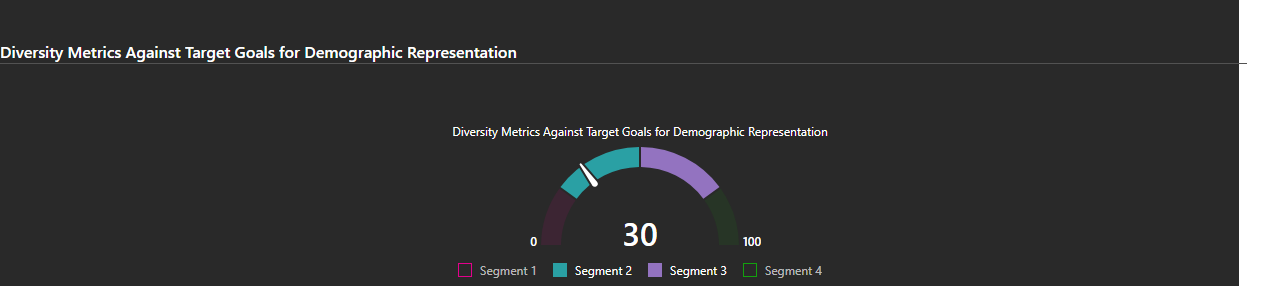 Diversity Metrics Against Target Goals for Demographic Representation
Diversity Metrics Against Target Goals for Demographic Representation
30
0 100
Segment 1 Segment 2 Segment 3 Segment 4